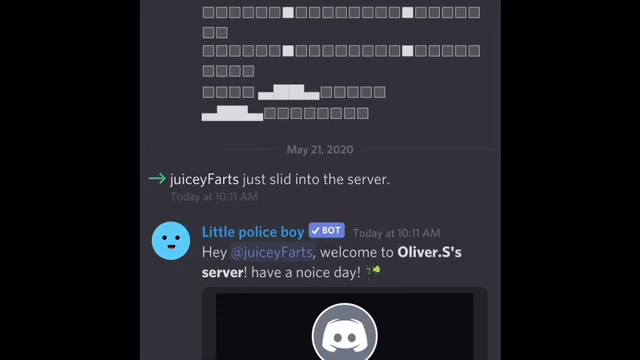 May 21, 2020
juiceyFarts just slid into the server.
Today at 10:11 AM
Little police boy BOT Today at 10:11 AM
Hey @juiceyFarts, welcome to Oliver.S's
server! have a noice day!